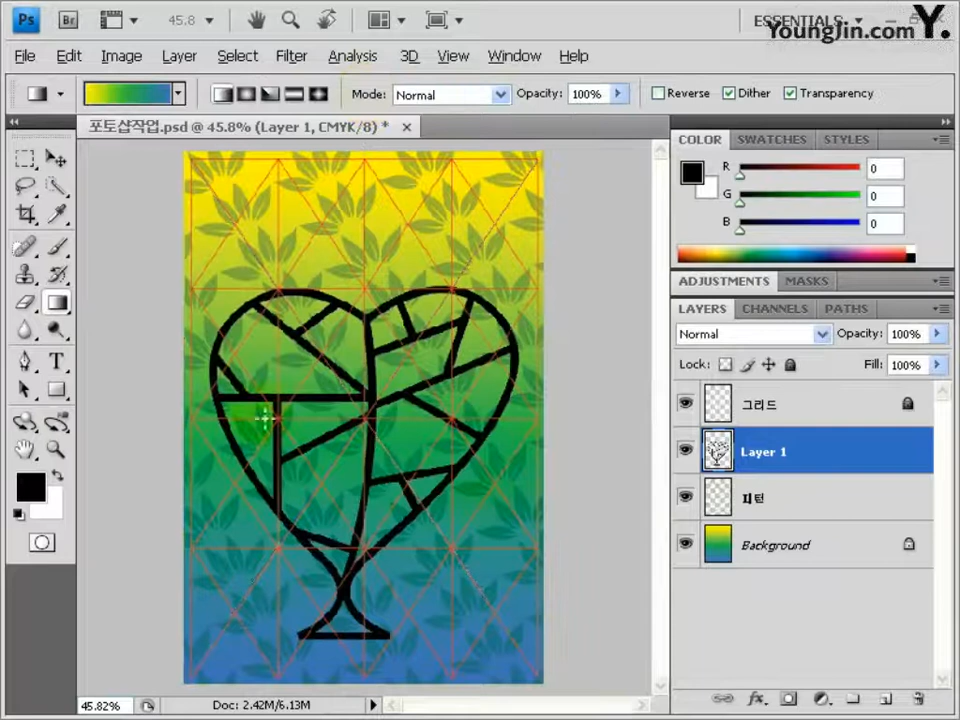 Ps Br 45.8 ESSENTIALS
YoungJin.com Y.
File Edit Image Layer Select Filter Analysis 3D View Window Help
Mode: Normal Opacity: 100% Reverse Dither Transparency
포토샵작업.psd @ 45.8% (Layer 1, CMYK/8) * ×
COLOR SWATCHES STYLES
R 0
G 0
B 0
ADJUSTMENTS MASKS
LAYERS CHANNELS PATHS
Normal Opacity: 100%
Lock: Fill: 100%
그리드
Layer 1
패턴
Background
45.82% Doc: 2.42M/6.13M